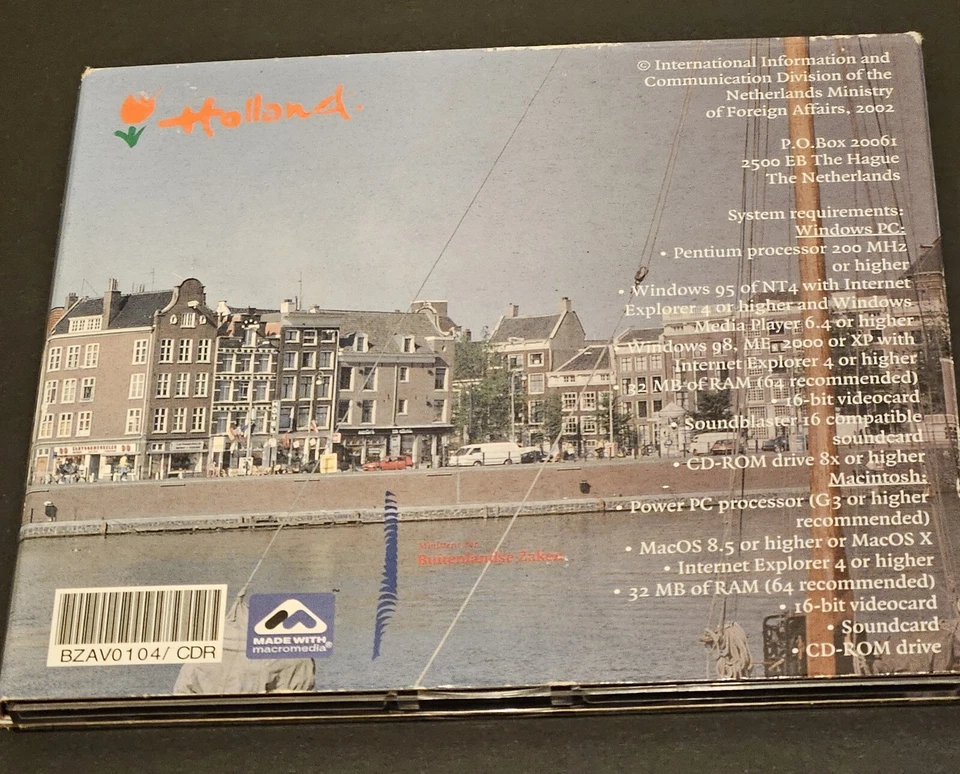 Holland.
© International Information and
Communication Division of the
Netherlands Ministry
of Foreign Affairs, 2002
P.O.Box 20061
2500 EB The Hague
The Netherlands
System requirements:
Windows PC:
• Pentium processor 200 MHz
or higher
• Windows 95 of NT4 with Internet
Explorer 4 or higher and Windows
Media Player 6.4 or higher
Windows 98, ME, 2000 or XP with
Internet Explorer 4 or higher
• 32 MB of RAM (64 recommended)
• 16-bit videocard
• Soundblaster 16 compatible
soundcard
• CD-ROM drive 8x or higher
Macintosh:
• Power PC processor (G3 or higher
recommended)
• MacOS 8.5 or higher or MacOS X
• Internet Explorer 4 or higher
• 32 MB of RAM (64 recommended)
• 16-bit videocard
• Soundcard
• CD-ROM drive
Ministerie van
Buitenlandse Zaken
BZAV0104/ CDR
MADE WITH
macromedia®
™